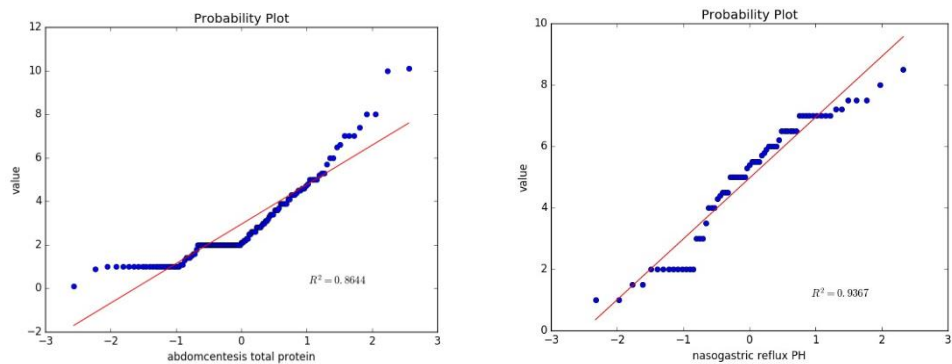 Probability Plot
12
10
8
6
4
2
0
−2
value
−3 −2 −1 0 1 2 3
abdomcentesis total protein
R² = 0.8644
Probability Plot
10
8
6
4
2
0
value
−3 −2 −1 0 1 2 3
nasogastric reflux PH
R² = 0.9367